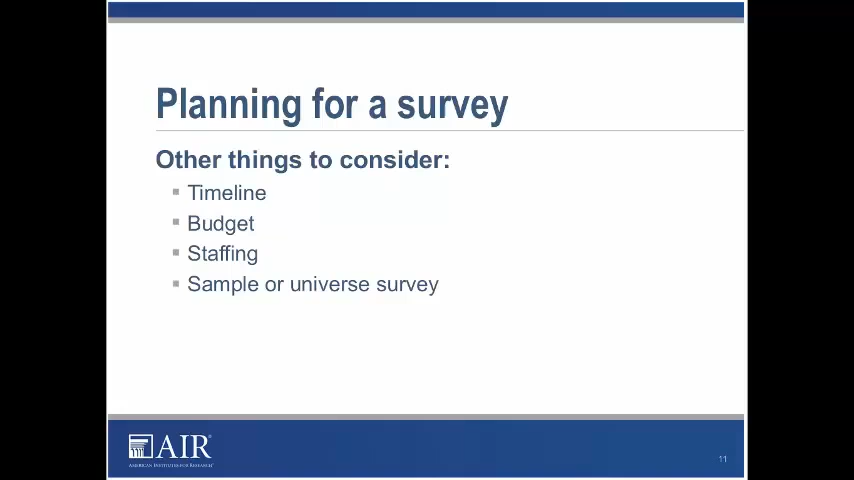 Planning for a survey
Other things to consider:
Timeline
Budget
Staffing
Sample or universe survey
AIR®
AMERICAN INSTITUTES FOR RESEARCH
11